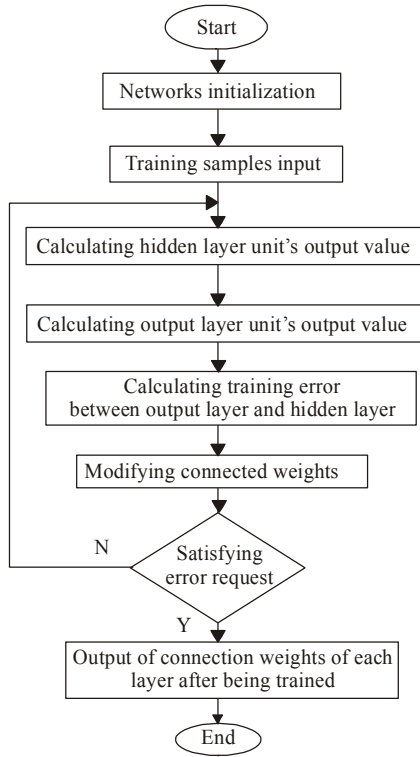 Start
Networks initialization
Training samples input
Calculating hidden layer unit's output value
Calculating output layer unit's output value
Calculating training error
between output layer and hidden layer
Modifying connected weights
N
Satisfying
error request
Y
Output of connection weights of each
layer after being trained
End